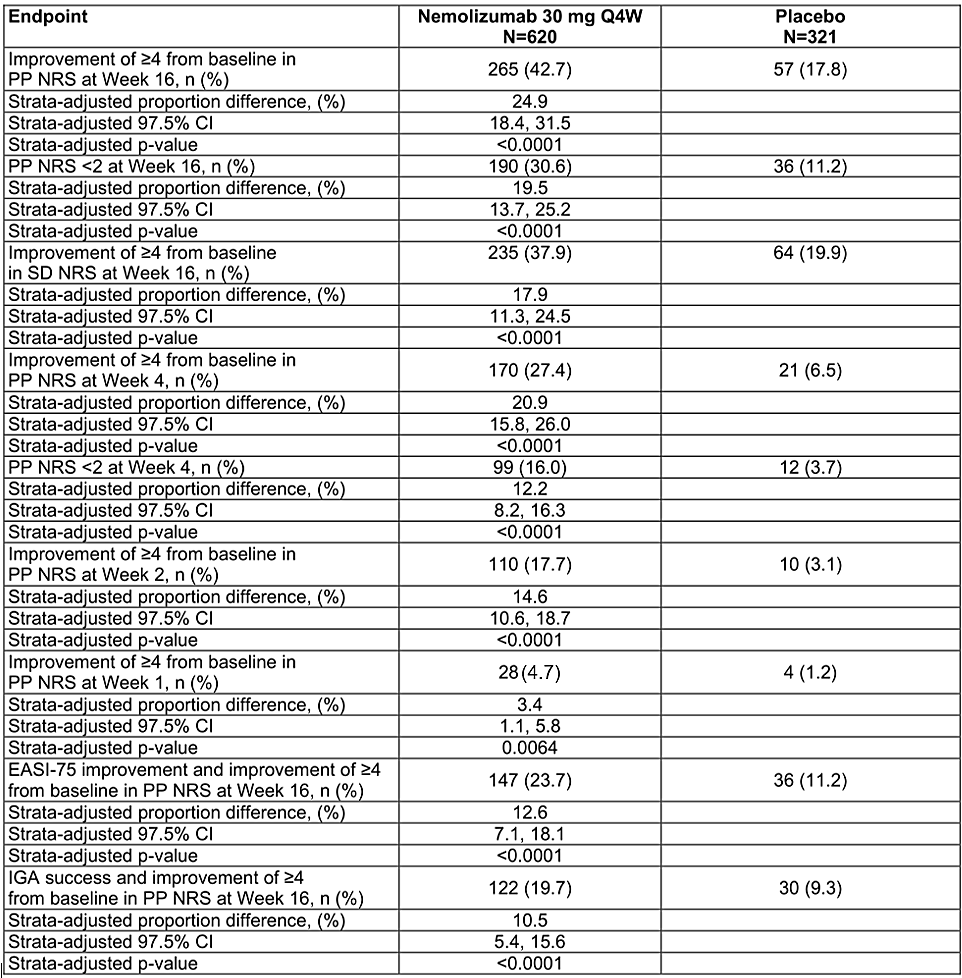 Endpoint Nemolizumab 30 mg Q4W Placebo
N=620 N=321
Improvement of ≥4 from baseline in
PP NRS at Week 16, n (%) 265 (42.7) 57 (17.8)
Strata-adjusted proportion difference, (%) 24.9
Strata-adjusted 97.5% CI 18.4, 31.5
Strata-adjusted p-value <0.0001
PP NRS <2 at Week 16, n (%) 190 (30.6) 36 (11.2)
Strata-adjusted proportion difference, (%) 19.5
Strata-adjusted 97.5% CI 13.7, 25.2
Strata-adjusted p-value <0.0001
Improvement of ≥4 from baseline 235 (37.9) 64 (19.9)
in SD NRS at Week 16, n (%)
Strata-adjusted proportion difference, (%) 17.9
Strata-adjusted 97.5% CI 11.3, 24.5
Strata-adjusted p-value <0.0001
Improvement of ≥4 from baseline in
PP NRS at Week 4, n (%) 170 (27.4) 21 (6.5)
Strata-adjusted proportion difference, (%) 20.9
Strata-adjusted 97.5% CI 15.8, 26.0
Strata-adjusted p-value <0.0001
PP NRS <2 at Week 4, n (%) 99 (16.0) 12 (3.7)
Strata-adjusted proportion difference, (%) 12.2
Strata-adjusted 97.5% CI 8.2, 16.3
Strata-adjusted p-value <0.0001
Improvement of ≥4 from baseline in
PP NRS at Week 2, n (%) 110 (17.7) 10 (3.1)
Strata-adjusted proportion difference, (%) 14.6
Strata-adjusted 97.5% CI 10.6, 18.7
Strata-adjusted p-value <0.0001
Improvement of ≥4 from baseline in
PP NRS at Week 1, n (%) 28 (4.7) 4 (1.2)
Strata-adjusted proportion difference, (%) 3.4
Strata-adjusted 97.5% CI 1.1, 5.8
Strata-adjusted p-value 0.0064
EASI-75 improvement and improvement of ≥4
from baseline in PP NRS at Week 16, n (%) 147 (23.7) 36 (11.2)
Strata-adjusted proportion difference, (%) 12.6
Strata-adjusted 97.5% CI 7.1, 18.1
Strata-adjusted p-value <0.0001
IGA success and improvement of ≥4
from baseline in PP NRS at Week 16, n (%) 122 (19.7) 30 (9.3)
Strata-adjusted proportion difference, (%) 10.5
Strata-adjusted 97.5% CI 5.4, 15.6
Strata-adjusted p-value <0.0001